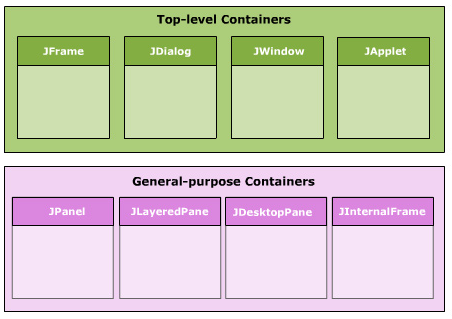 Top-level Containers
JFrame JDialog JWindow JApplet
General-purpose Containers
JPanel JLayeredPane JDesktopPane JInternalFrame